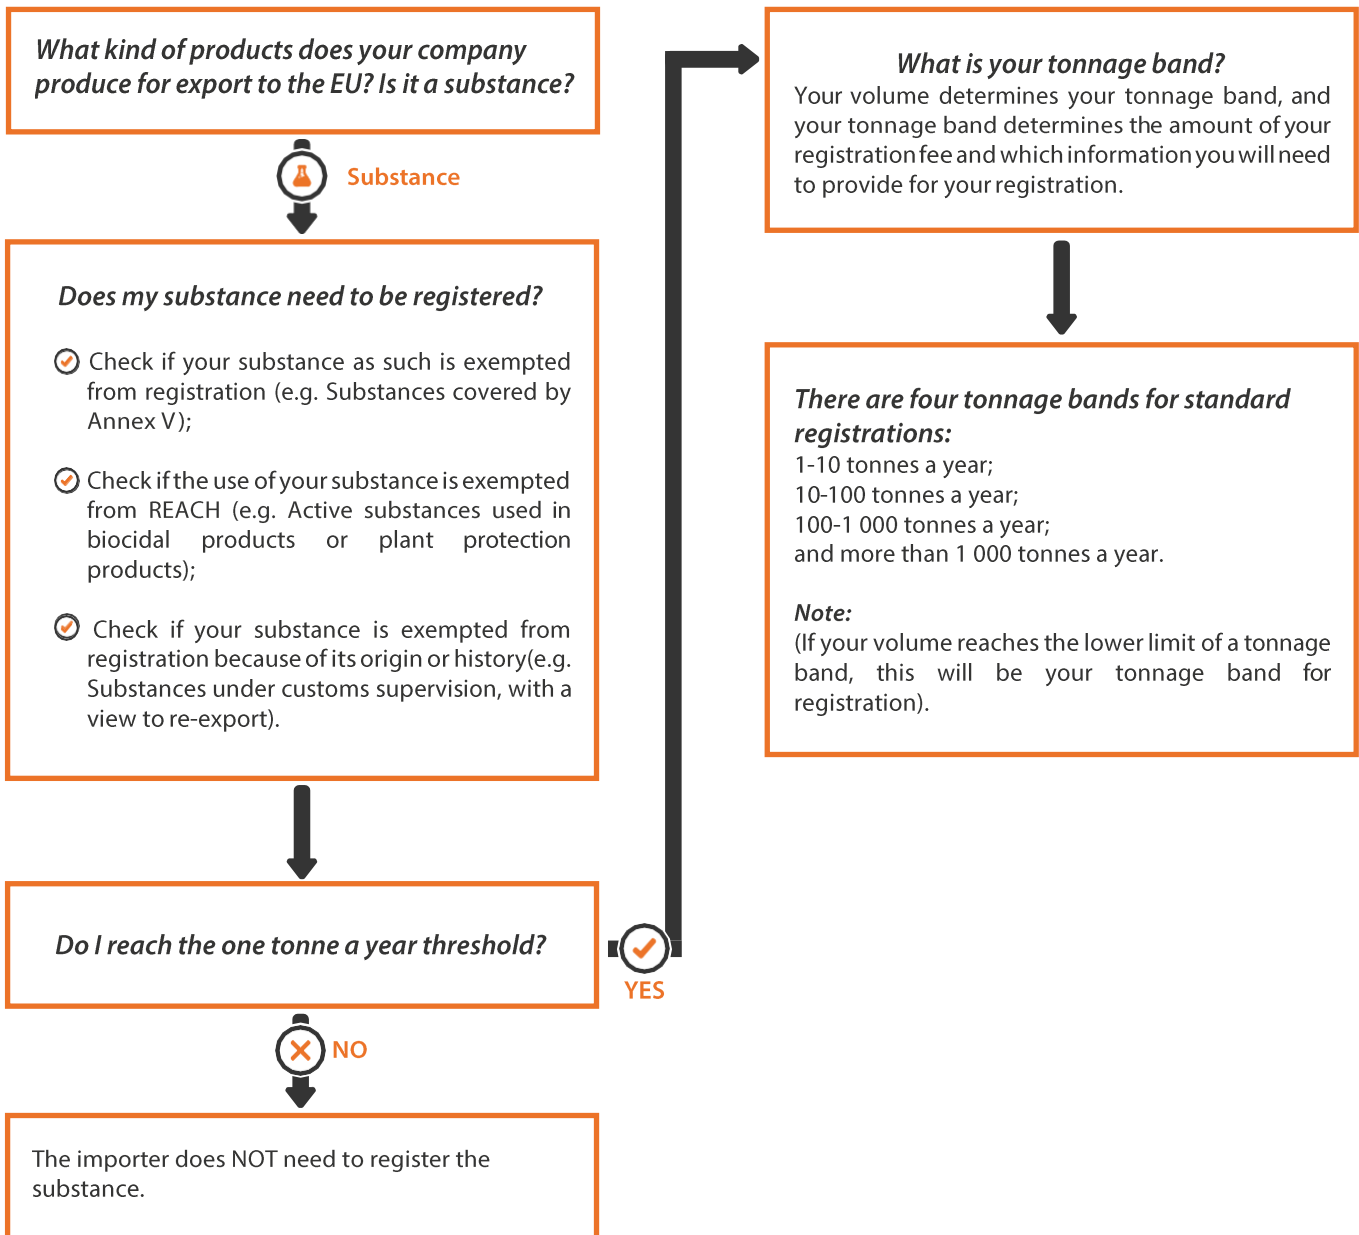 What kind of products does your company
produce for export to the EU? Is it a substance?
Substance
Does my substance need to be registered?
Check if your substance as such is exempted
from registration (e.g. Substances covered by
Annex V);
Check if the use of your substance is exempted
from REACH (e.g. Active substances used in
biocidal products or plant protection
products);
Check if your substance is exempted from
registration because of its origin or history(e.g.
Substances under customs supervision, with a
view to re-export).
Do I reach the one tonne a year threshold?
YES
NO
The importer does NOT need to register the
substance.
What is your tonnage band?
Your volume determines your tonnage band, and
your tonnage band determines the amount of your
registration fee and which information you will need
to provide for your registration.
There are four tonnage bands for standard
registrations:
1-10 tonnes a year;
10-100 tonnes a year;
100-1 000 tonnes a year;
and more than 1 000 tonnes a year.
Note:
(If your volume reaches the lower limit of a tonnage
band, this will be your tonnage band for
registration).